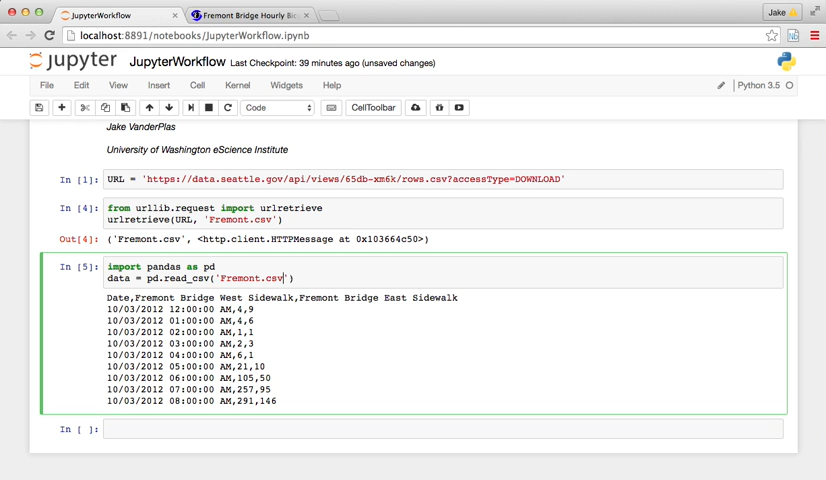 JupyterWorkflow
Fremont Bridge Hourly Bic
Jake
localhost:8891/notebooks/JupyterWorkflow.ipynb
jupyter JupyterWorkflow Last Checkpoint: 39 minutes ago (unsaved changes)
File Edit View Insert Cell Kernel Widgets Help Python 3.5
Code CellToolbar
Jake VanderPlas
University of Washington eScience Institute
In [1]: URL = 'https://data.seattle.gov/api/views/65db-xm6k/rows.csv?accessType=DOWNLOAD'
In [4]: from urllib.request import urlretrieve
urlretrieve(URL, 'Fremont.csv')
Out[4]: ('Fremont.csv', <http.client.HTTPMessage at 0x103664c50>)
In [5]: import pandas as pd
data = pd.read_csv('Fremont.csv')
Date,Fremont Bridge West Sidewalk,Fremont Bridge East Sidewalk
10/03/2012 12:00:00 AM,4,9
10/03/2012 01:00:00 AM,4,6
10/03/2012 02:00:00 AM,1,1
10/03/2012 03:00:00 AM,2,3
10/03/2012 04:00:00 AM,6,1
10/03/2012 05:00:00 AM,21,10
10/03/2012 06:00:00 AM,105,50
10/03/2012 07:00:00 AM,257,95
10/03/2012 08:00:00 AM,291,146
In [ ]: